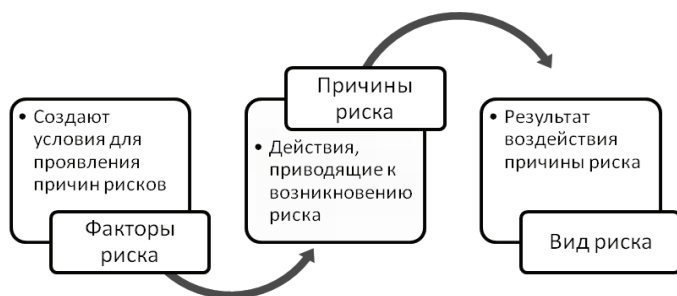 • Создают
условия для
проявления
причин рисков
Факторы
риска
Причины
риска
• Действия,
приводящие к
возникновению
риска
• Результат
воздействия
причины риска
Вид риска